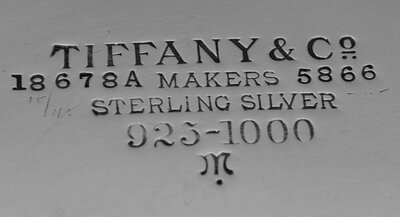 TIFFANY & Co.
18678A MAKERS 5866
STERLING SILVER
925-1000
M